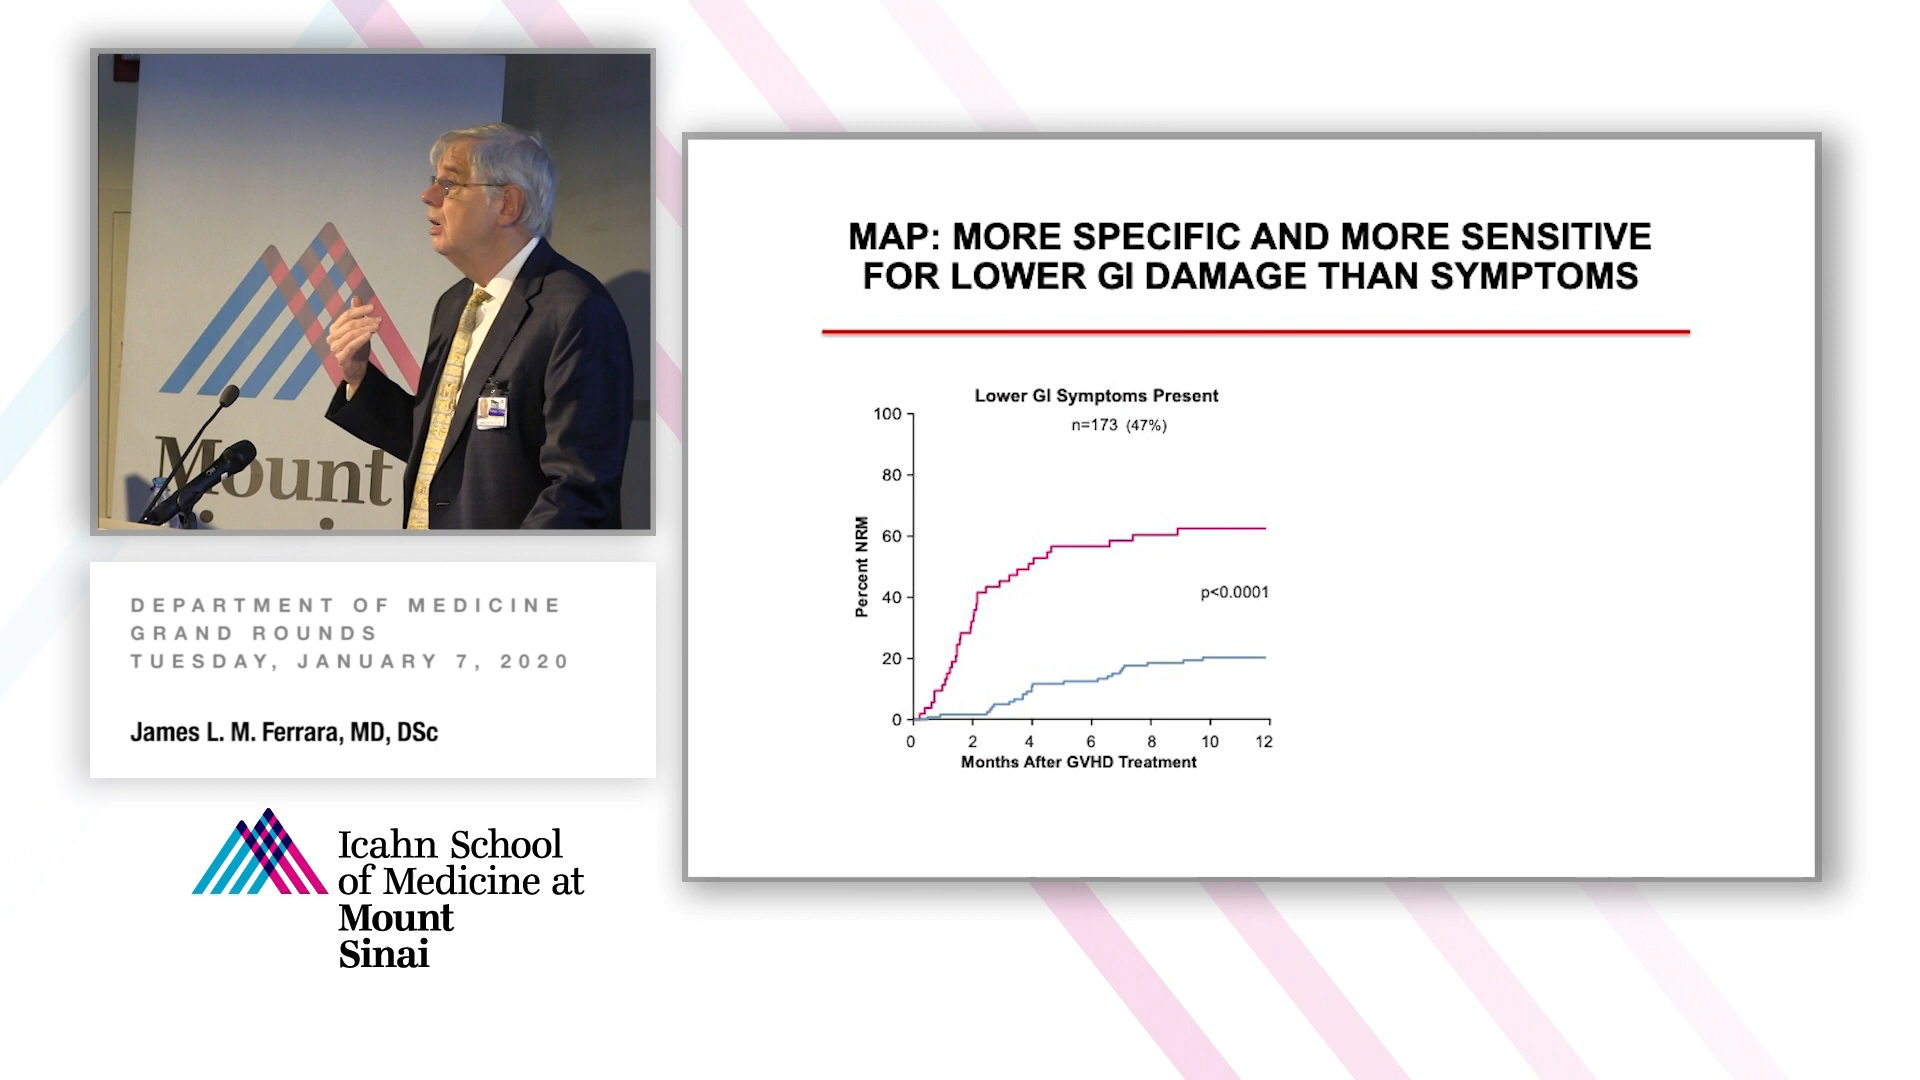 Mount
DEPARTMENT OF MEDICINE
GRAND ROUNDS
TUESDAY, JANUARY 7, 2020
James L. M. Ferrara, MD, DSc
Icahn School
of Medicine at
Mount
Sinai
MAP: MORE SPECIFIC AND MORE SENSITIVE
FOR LOWER GI DAMAGE THAN SYMPTOMS
Lower GI Symptoms Present
n=173 (47%)
100
80
60
40
20
0
Percent NRM
p<0.0001
0 2 4 6 8 10 12
Months After GVHD Treatment